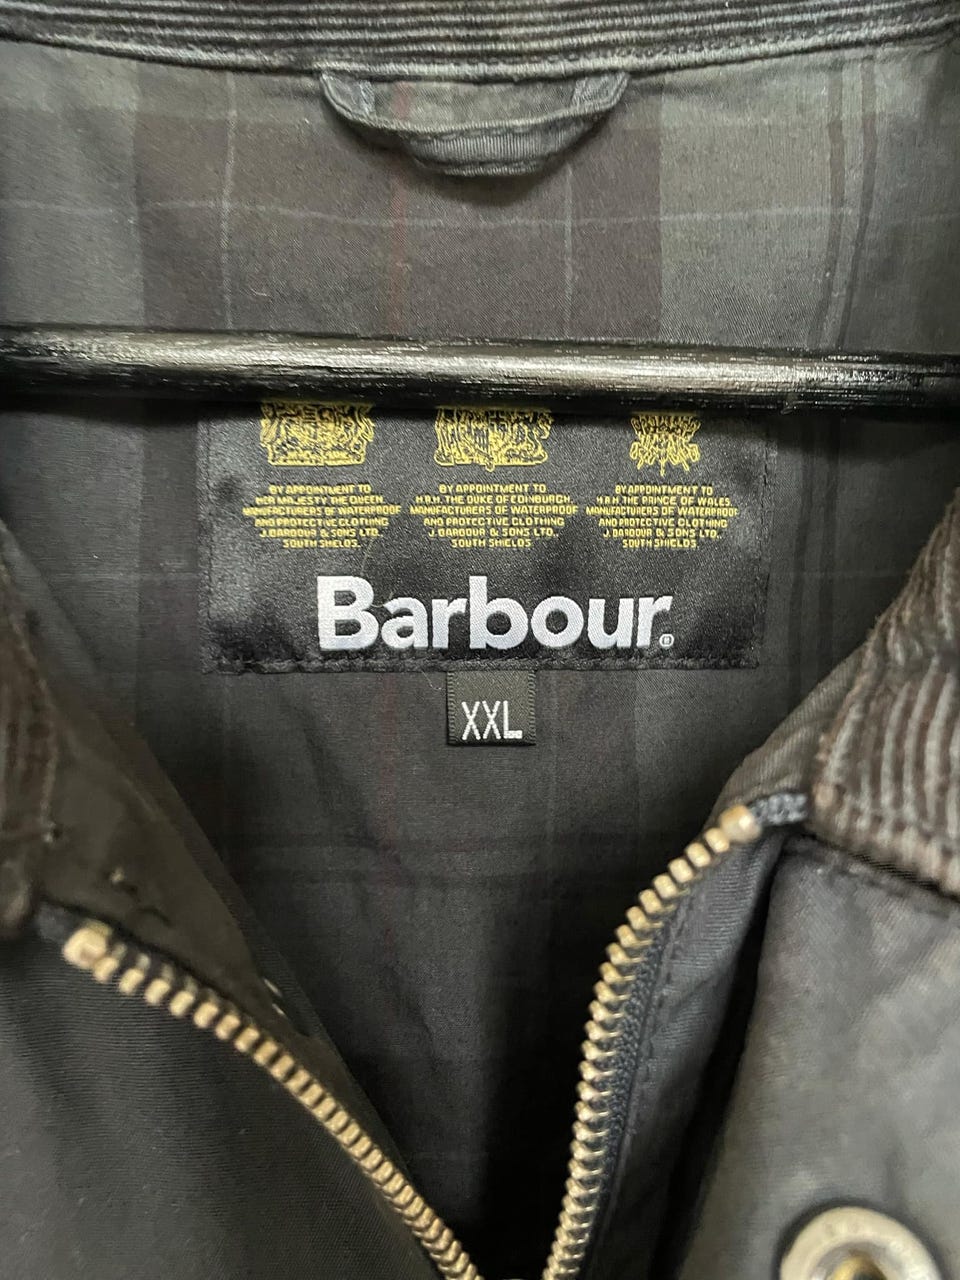 BY APPOINTMENT TO
HER MAJESTY THE QUEEN.
MANUFACTURERS OF WATERPROOF
AND PROTECTIVE CLOTHING
J.BARBOUR & SONS LTD.,
SOUTH SHIELDS.
BY APPOINTMENT TO
H.R.H. THE DUKE OF EDINBURGH,
MANUFACTURERS OF WATERPROOF
AND PROTECTIVE CLOTHING
J.BARBOUR & SONS LTD.,
SOUTH SHIELDS
BY APPOINTMENT TO
H.R.H. THE PRINCE OF WALES,
MANUFACTURERS OF WATERPROOF
AND PROTECTIVE CLOTHING
J. BARBOUR & SONS LTD.,
SOUTH SHIELDS.
Barbour®
XXL